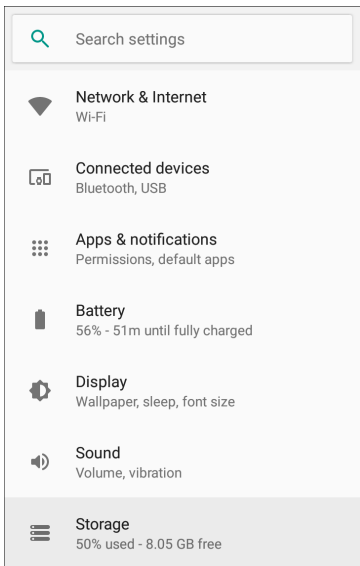 Search settings
Network & Internet
Wi-Fi
Connected devices
Bluetooth, USB
Apps & notifications
Permissions, default apps
Battery
56% - 51m until fully charged
Display
Wallpaper, sleep, font size
Sound
Volume, vibration
Storage
50% used - 8.05 GB free